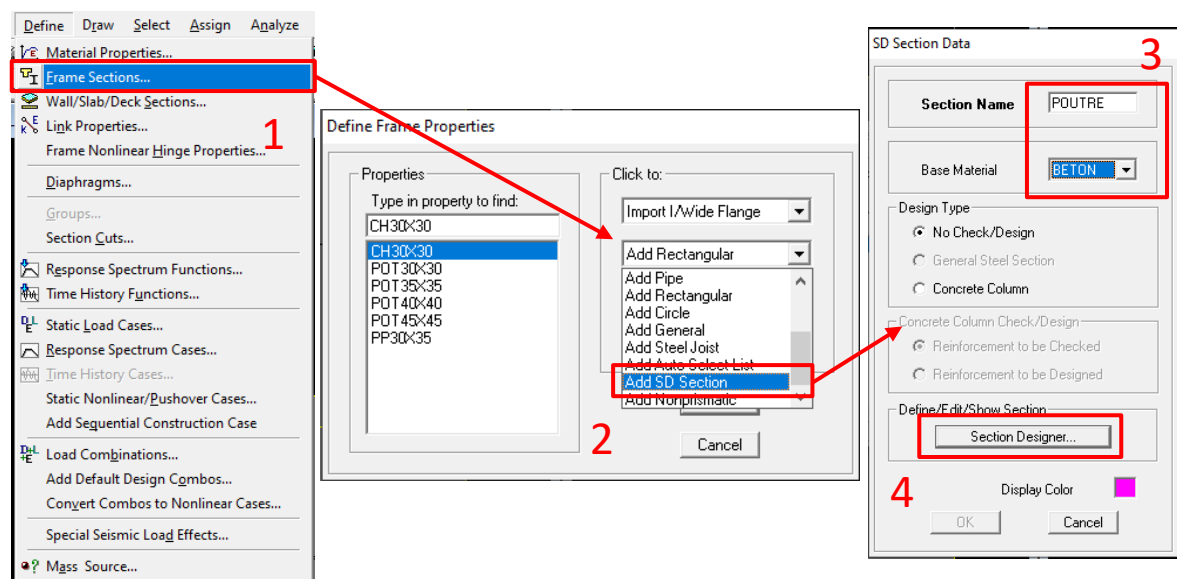 Define Draw Select Assign Analyze
Material Properties...
Frame Sections...
Wall/Slab/Deck Sections...
Link Properties...
Frame Nonlinear Hinge Properties...
Diaphragms...
Groups...
Section Cuts...
Response Spectrum Functions...
Time History Functions...
Static Load Cases...
Response Spectrum Cases...
Time History Cases...
Static Nonlinear/Pushover Cases...
Add Sequential Construction Case
Load Combinations...
Add Default Design Combos...
Convert Combos to Nonlinear Cases...
Special Seismic Load Effects...
Mass Source...
1
Define Frame Properties
Properties
Type in property to find:
CH30X30
CH30X30
POT30X30
POT35X35
POT40X40
POT45X45
PP30X35
Click to:
Import I/Wide Flange
Add Rectangular
Add Pipe
Add Rectangular
Add Circle
Add General
Add Steel Joist
Add Auto Select List
Add SD Section
Add Nonprismatic
Cancel
2
SD Section Data
3
Section Name POUTRE
Base Material BETON
Design Type
No Check/Design
General Steel Section
Concrete Column
Concrete Column Check/Design
Reinforcement to be Checked
Reinforcement to be Designed
Define/Edit/Show Section
Section Designer...
4
Display Color
OK Cancel